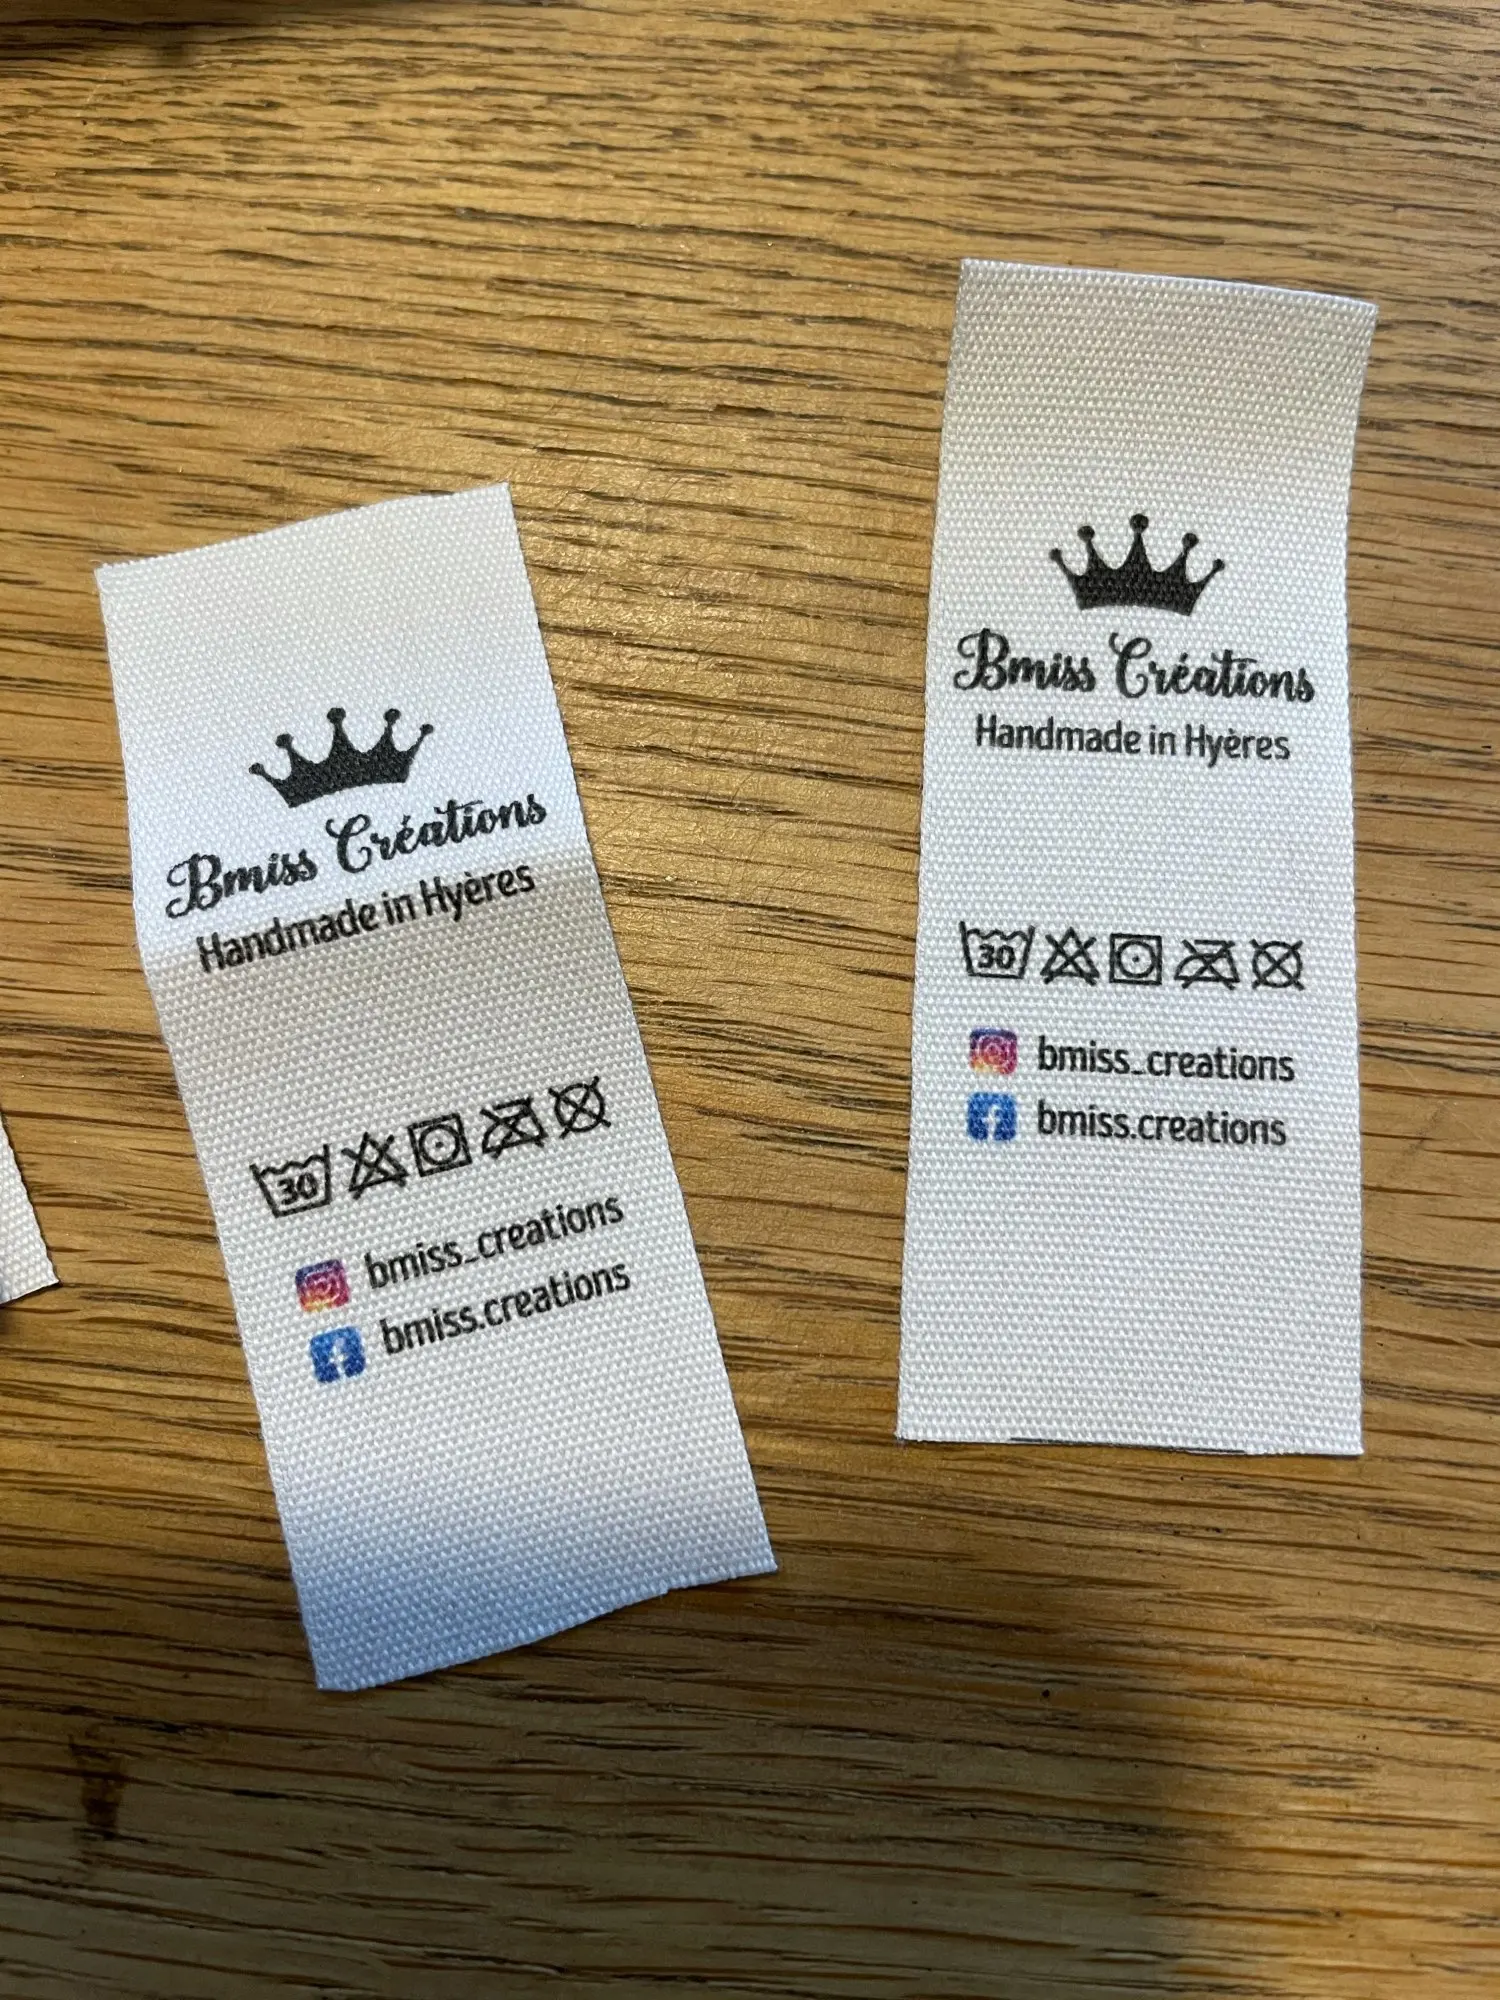 Bmiss Créations
Handmade in Hyères
30
bmiss_creations
bmiss.creations
Bmiss Créations
Handmade in Hyères
30
bmiss_creations
bmiss.creations